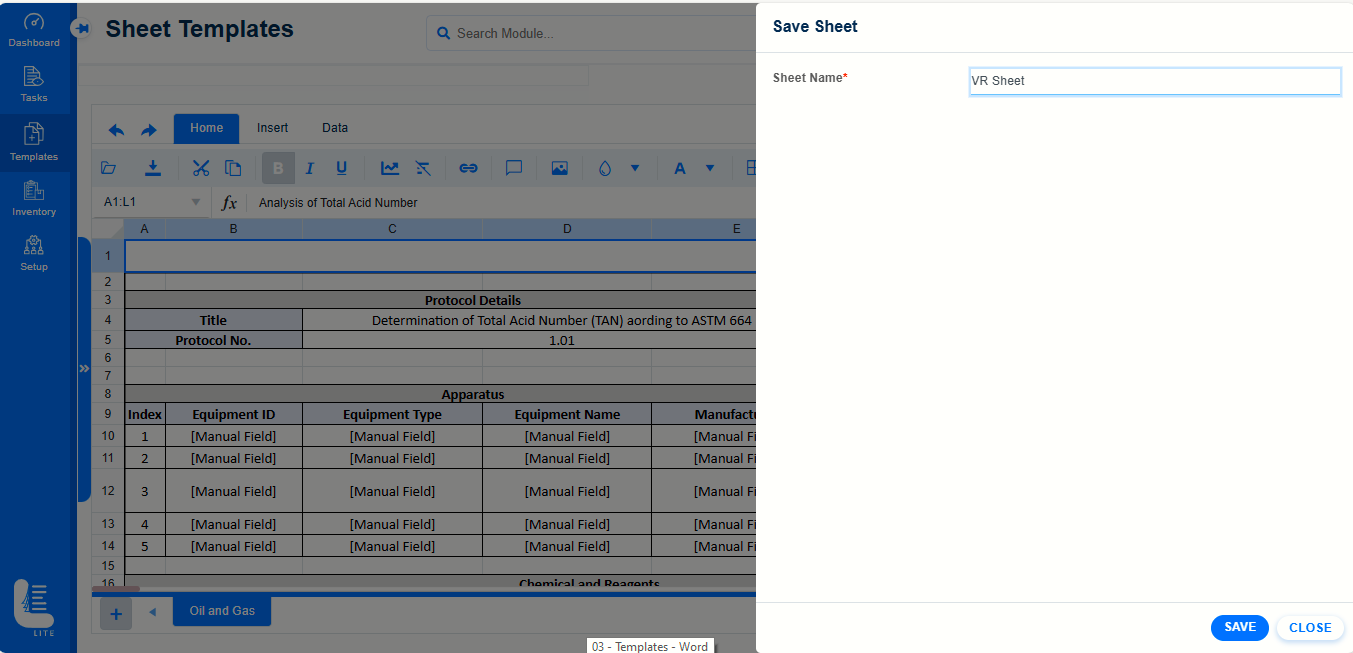 Dashboard
Tasks
Templates
Inventory
Setup
LITE
Sheet Templates
Search Module...
Home Insert Data
B I U A
A1:L1 fx Analysis of Total Acid Number
A B C D E
1
2
3 Protocol Details
4 Title Determination of Total Acid Number (TAN) aording to ASTM 664
5 Protocol No. 1.01
6
7
8 Apparatus
9 Index Equipment ID Equipment Type Equipment Name Manufactu
10 1 [Manual Field] [Manual Field] [Manual Field] [Manual Fi
11 2 [Manual Field] [Manual Field] [Manual Field] [Manual Fi
12 3 [Manual Field] [Manual Field] [Manual Field] [Manual Fi
13 4 [Manual Field] [Manual Field] [Manual Field] [Manual Fi
14 5 [Manual Field] [Manual Field] [Manual Field] [Manual Fi
15
16 Chemical and Reagents
+ Oil and Gas
03 - Templates - Word
Save Sheet
Sheet Name* VR Sheet
SAVE CLOSE